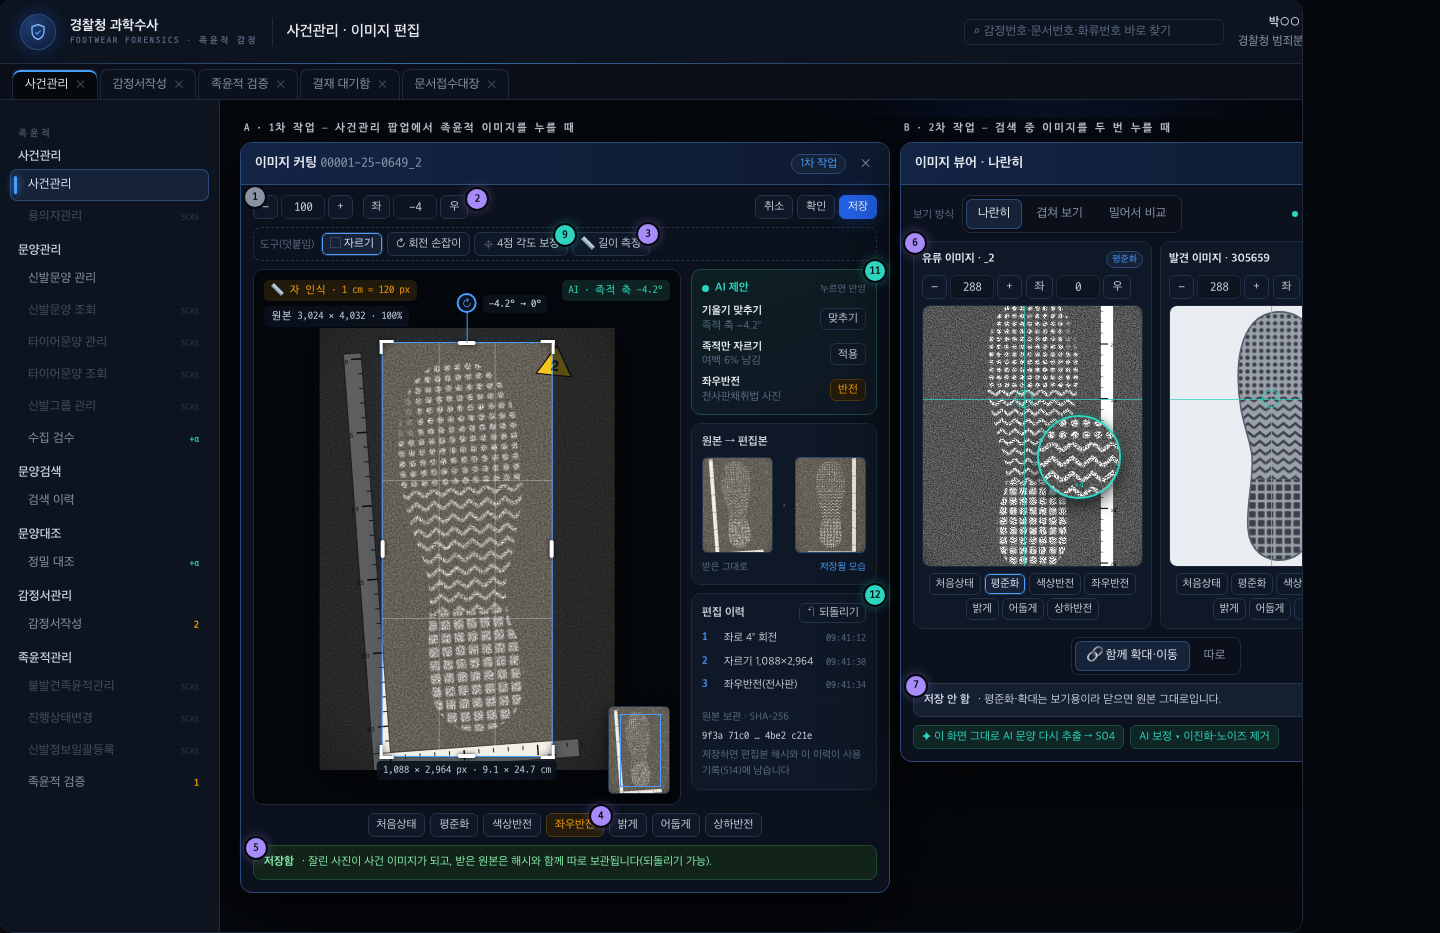 경찰청 과학수사
FOOTWEAR FORENSICS · 족윤적 감정
사건관리 · 이미지 편집
감정번호·문서번호·화류번호 바로 찾기
박○○
경찰청 범죄분
사건관리 ×
감정서작성 ×
족윤적 검증 ×
결재 대기함 ×
문서접수대장 ×
족윤적
사건관리
사건관리
용의자관리 SCAS
문양관리
신발문양 관리
신발문양 조회 SCAS
타이어문양 관리 SCAS
타이어문양 조회 SCAS
신발그룹 관리 SCAS
수집 검수 +α
문양검색
검색 이력
문양대조
정밀 대조 +α
감정서관리
감정서작성 2
족윤적관리
불발견족윤적관리 SCAS
진행상태변경 SCAS
신발정보일괄등록 SCAS
족윤적 검증 1
A · 1차 작업 — 사건관리 팝업에서 족윤적 이미지를 누를 때
이미지 커팅 00001-25-0649_2
1차 작업 ×
1
− 100 + 좌 −4 우
2
취소 확인 저장
도구(덧붙임) 자르기 ↻ 회전 손잡이 ⌖ 4점 각도 보정 📏 길이 측정
9
3
📏 자 인식 · 1 cm = 120 px
AI · 족적 축 −4.2°
원본 3,024 × 4,032 · 100%
↻ −4.2° → 0°
2
1,088 × 2,964 px · 9.1 × 24.7 cm
11
AI 제안 누르면 반영
기울기 맞추기
족적 축 −4.2°
맞추기
족적만 자르기
여백 6% 남김
적용
좌우반전
전사판채취법 사진
반전
원본 → 편집본
›
받은 그대로 저장될 모습
12
편집 이력 되돌리기
1 좌로 4° 회전 09:41:12
2 자르기 1,088×2,964 09:41:30
3 좌우반전(전사판) 09:41:34
원본 보관 · SHA-256
9f3a 71c0 … 4be2 c21e
저장하면 편집본 해시와 이 이력이 사용
기록(S14)에 남습니다
처음상태 평준화 색상반전 좌우반전 밝게 어둡게 상하반전
4
5
저장함 · 잘린 사진이 사건 이미지가 되고, 받은 원본은 해시와 함께 따로 보관됩니다(되돌리기 가능).
B · 2차 작업 — 검색 중 이미지를 두 번 누를 때
이미지 뷰어 · 나란히
보기 방식 나란히 겹쳐 보기 밀어서 비교
6
유류 이미지 · _2 평준화
− 288 + 좌 0 우
처음상태 평준화 색상반전 좌우반전
밝게 어둡게 상하반전
발견 이미지 · 305659
− 288 + 좌
처음상태 평준화 색상
밝게 어둡게
🔗 함께 확대·이동 따로
7
저장 안 함 · 평준화·확대는 보기용이라 닫으면 원본 그대로입니다.
✦ 이 화면 그대로 AI 문양 다시 추출 → S04
AI 보정 · 이진화·노이즈 제거